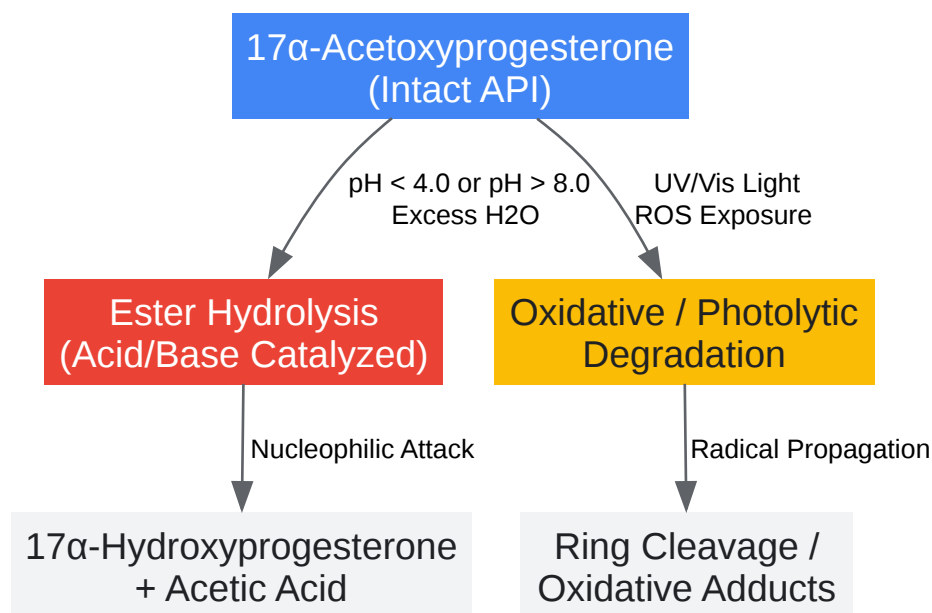 17α-Acetoxyprogesterone
(Intact API)
pH < 4.0 or pH > 8.0
Excess H2O
UV/Vis Light
ROS Exposure
Ester Hydrolysis
(Acid/Base Catalyzed)
Oxidative / Photolytic
Degradation
Nucleophilic Attack
Radical Propagation
17α-Hydroxyprogesterone
+ Acetic Acid
Ring Cleavage /
Oxidative Adducts